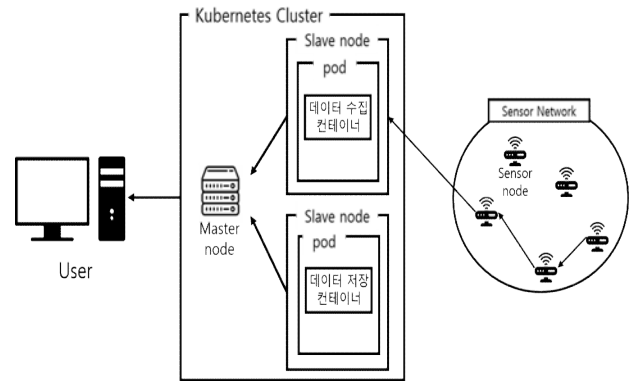 Kubernetes Cluster
Slave node
pod
데이터 수집
컨테이너
Sensor Network
Sensor
node
Master
node
User
Slave node
pod
데이터 저장
컨테이너